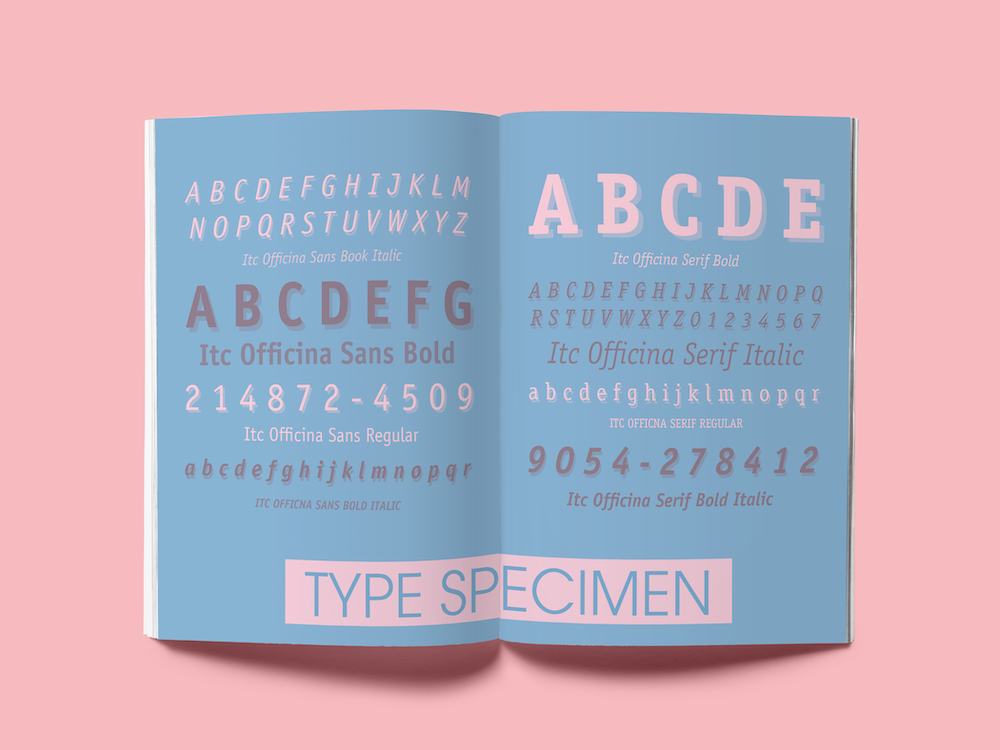 ABCDEFGHIJKLM
NOPQRSTUVWXYZ
Itc Officina Sans Book Italic
ABCDEFG
Itc Officina Sans Bold
214872-4509
Itc Officina Sans Regular
abcdefghijklmnopqr
ITC OFFICNA SANS BOLD ITALIC
ABCDE
Itc Officina Serif Bold
ABCDEFGHIJKLMNOPQ
RSTUVWXYZ01234567
Itc Officina Serif Italic
abcdefghijklmnopqr
ITC OFFICNA SERIF REGULAR
9054-278412
Itc Officina Serif Bold Italic
TYPE SPECIMEN